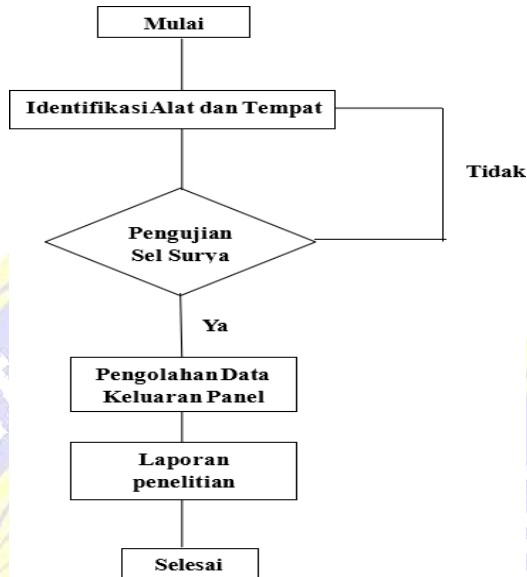 Mulai
Identifikasi Alat dan Tempat
Tidak
Pengujian
Sel Surya
Ya
Pengolahan Data
Keluaran Panel
Laporan
penelitian
Selesai